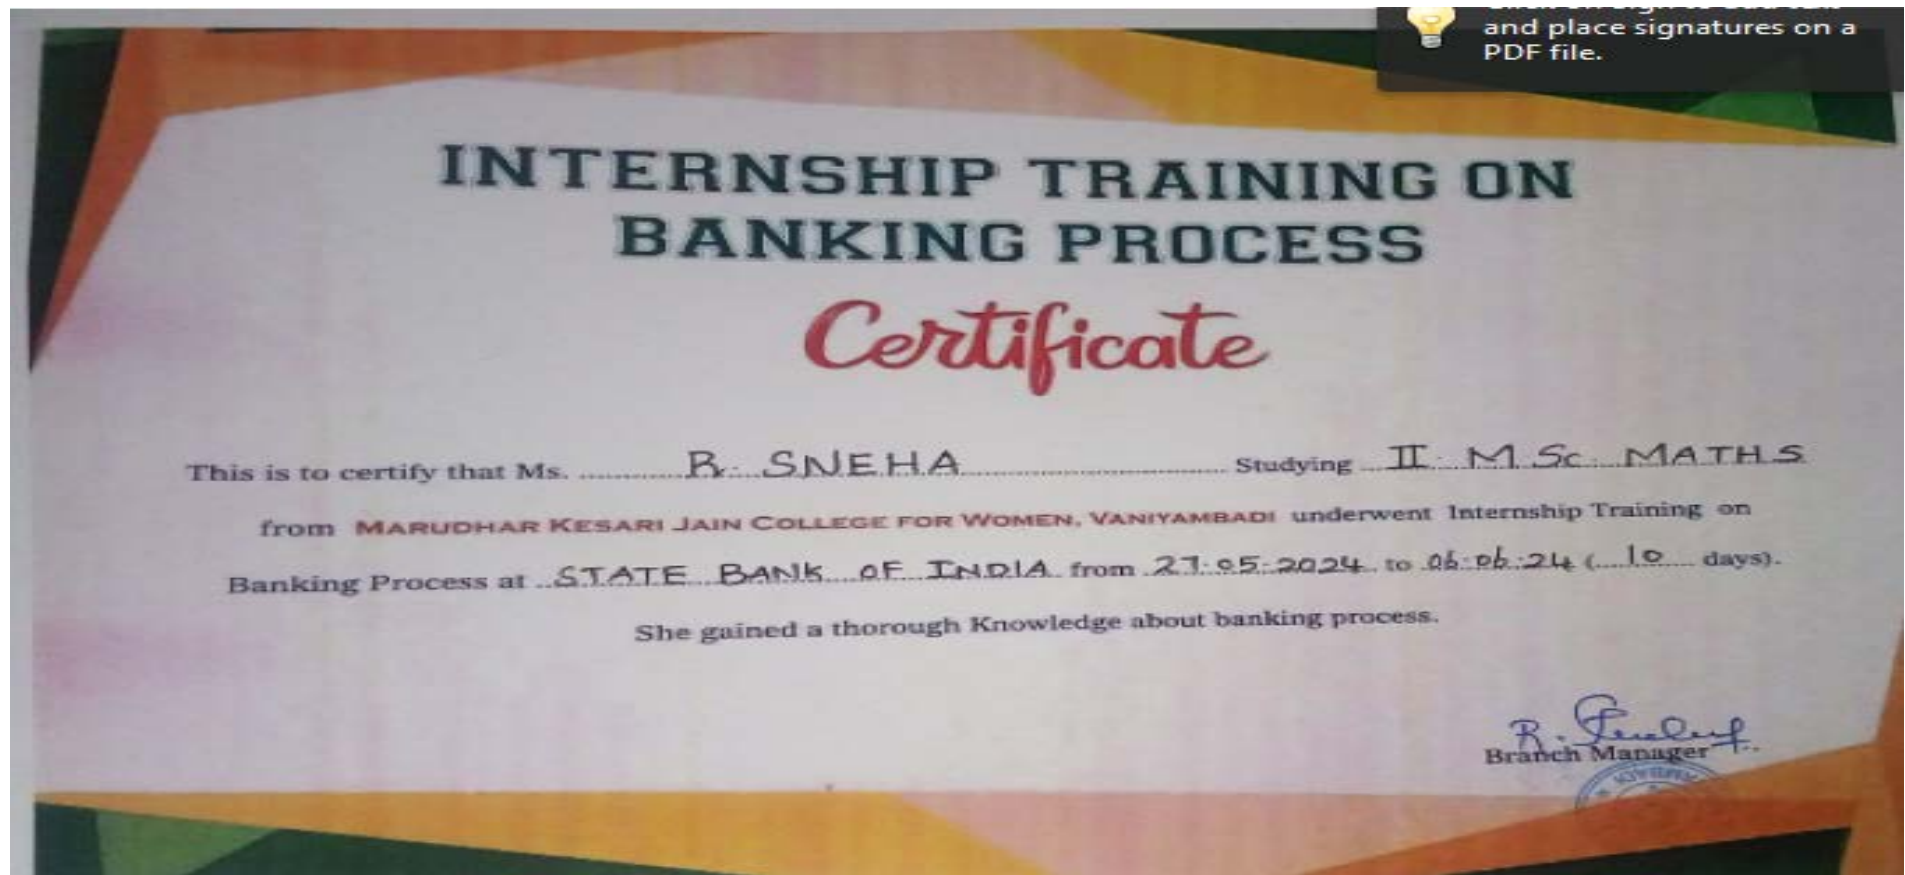 and place signatures on a
PDF file.
INTERNSHIP TRAINING ON
BANKING PROCESS
Certificate
This is to certify that Ms. R. SNEHA Studying II M.Sc. MATHS
from MARUDHAR KESARI JAIN COLLEGE FOR WOMEN, VANIYAMBADI underwent Internship Training on
Banking Process at STATE BANK OF INDIA from 27.05.2024 to 06.06.24 (10 days).
She gained a thorough Knowledge about banking process.
R.
Branch Manager